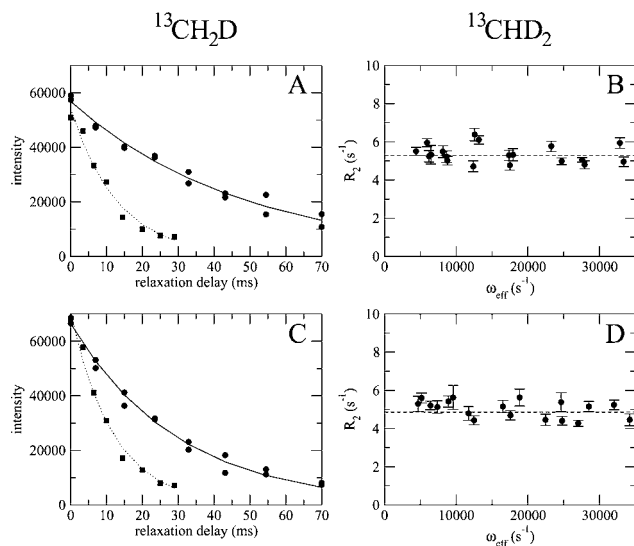 ¹³CH₂D
¹³CHD₂
A
60000
40000
20000
0
intensity
0 10 20 30 40 50 60 70
relaxation delay (ms)
B
10
8
6
4
2
0
R₂ (s⁻¹)
10000 20000 30000
ω_eff (s⁻¹)
C
60000
40000
20000
0
intensity
0 10 20 30 40 50 60 70
relaxation delay (ms)
D
10
8
6
4
2
0
R₂ (s⁻¹)
0 10000 20000 30000
ω_eff (s⁻¹)